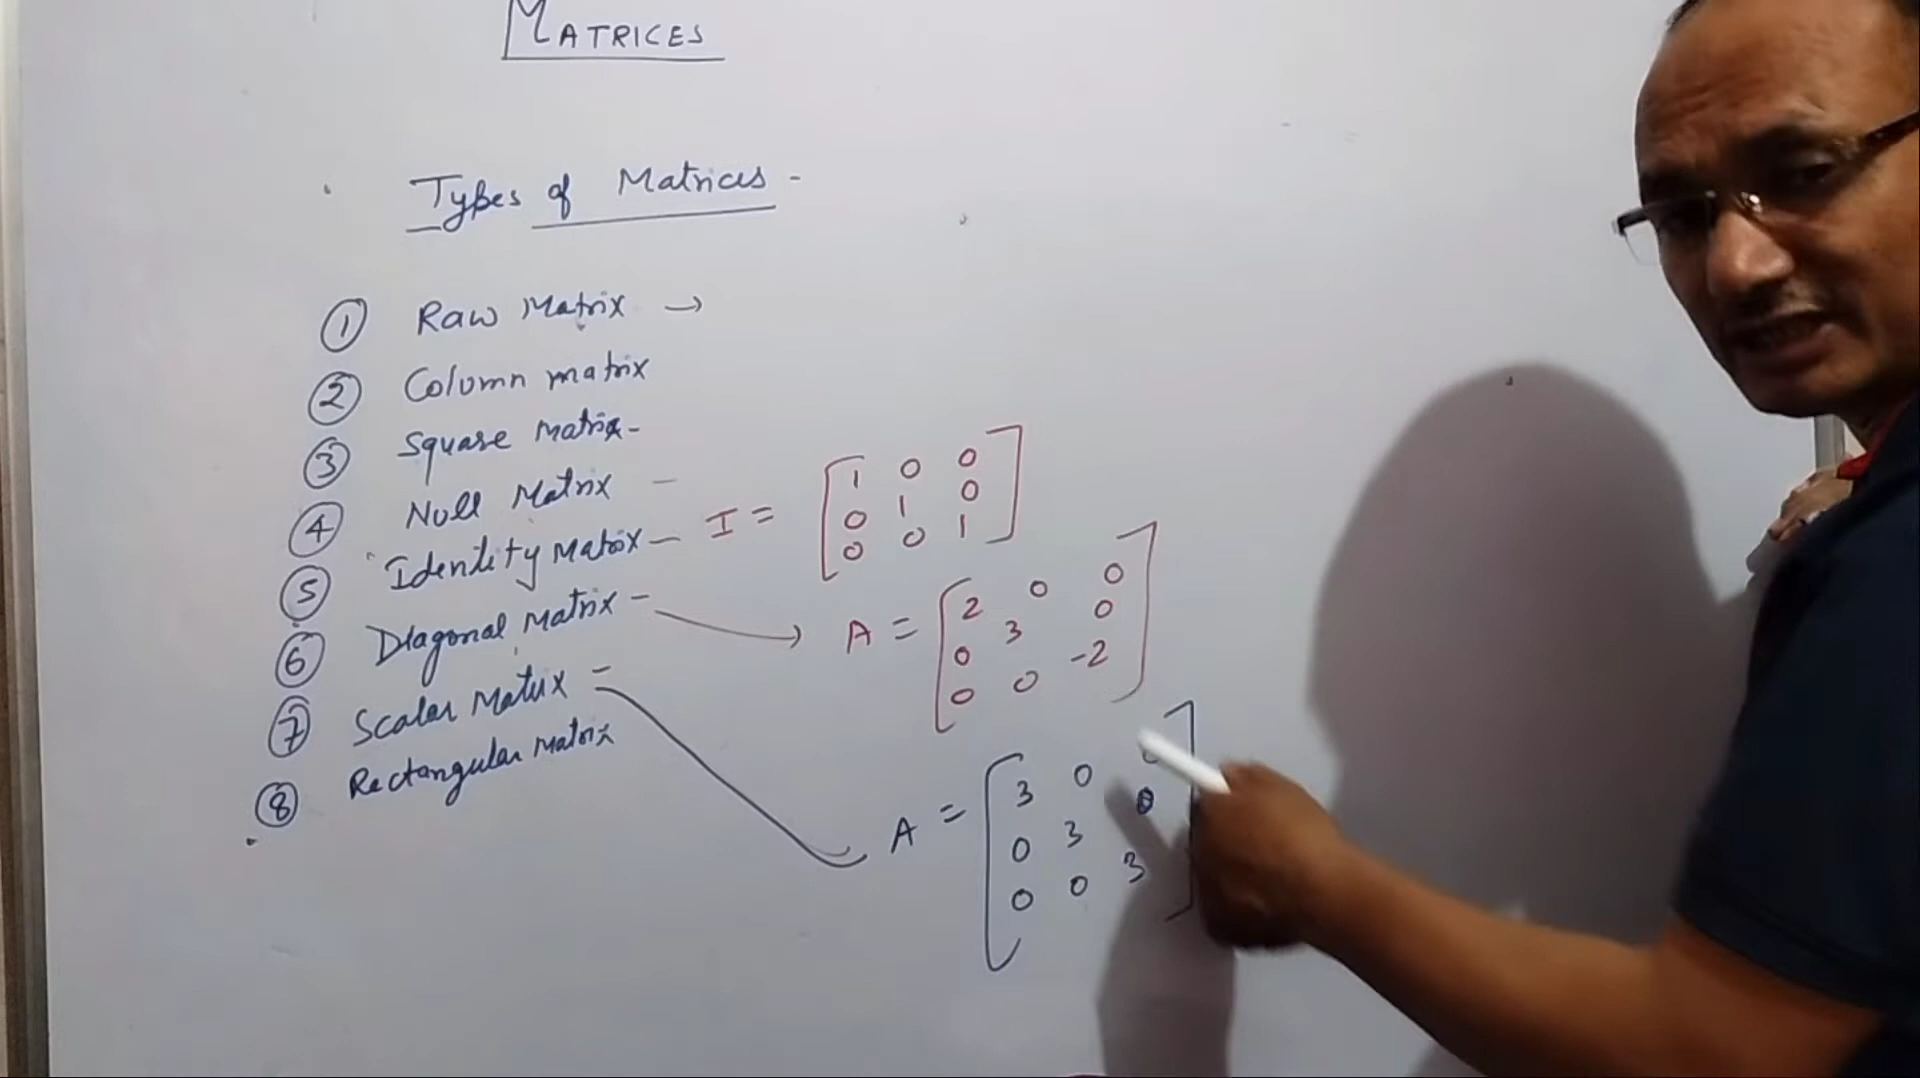 MATRICES
Types of Matrices -
① Raw Matrix →
② Column matrix
③ Square Matrix -
④ Null Matrix -
⑤ Identity Matrix - I = [1 0 0
0 1 0
0 0 1]
⑥ Diagonal Matrix - → A = [2 0 0
0 3 0
0 0 -2]
⑦ Scalar Matrix - A = [3 0
0 3 0
0 0 3]
⑧ Rectangular Matrix